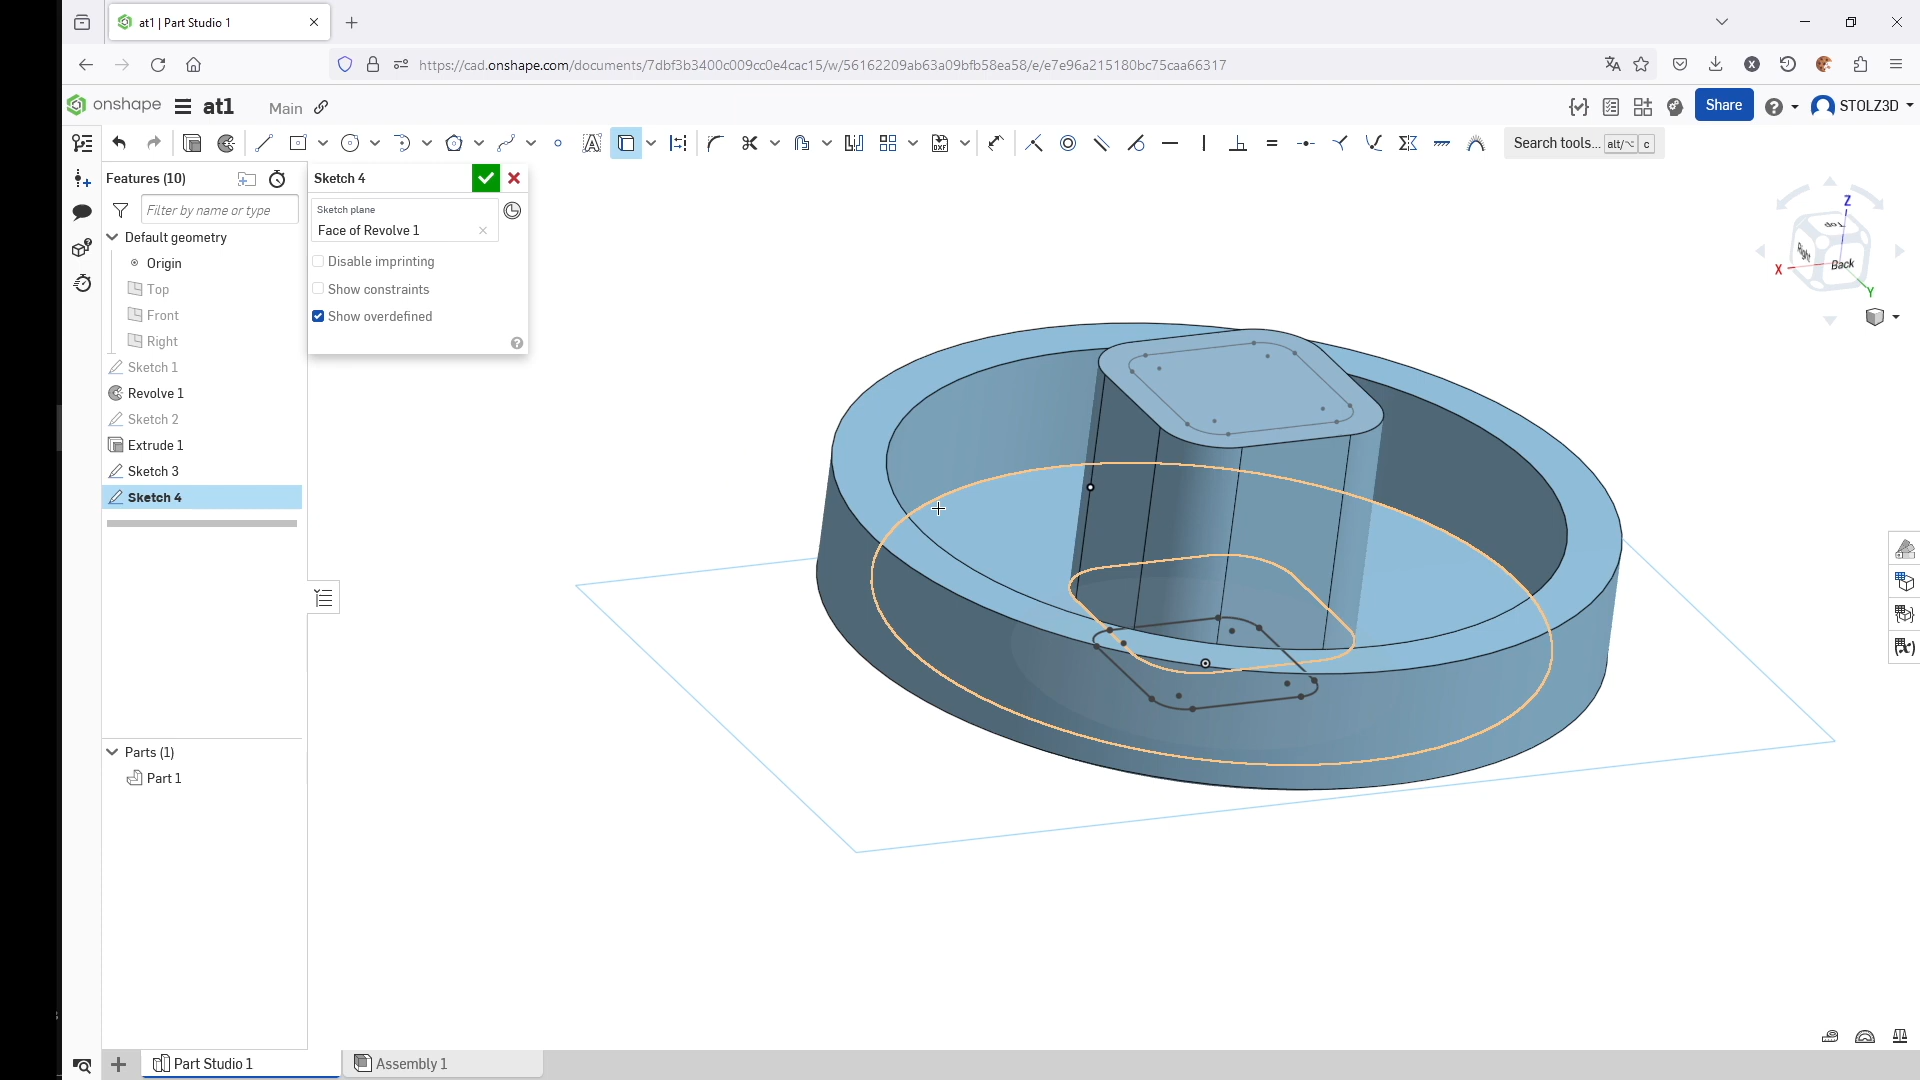 at1 | Part Studio 1
https://cad.onshape.com/documents/7dbf3b3400c009cc0e4cac15/w/56162209ab63a09bfb58ea58/e/e7e96a215180bc75caa66317
onshape at1 Main Share STOLZ3D
Search tools... alt/⌥ c
Features (10)
Filter by name or type
Default geometry
Origin
Top
Front
Right
Sketch 1
Revolve 1
Sketch 2
Extrude 1
Sketch 3
Sketch 4
Parts (1)
Part 1
Sketch 4
Sketch plane
Face of Revolve 1
Disable imprinting
Show constraints
Show overdefined
Z
Top
Right
Back
X
Y
Part Studio 1
Assembly 1